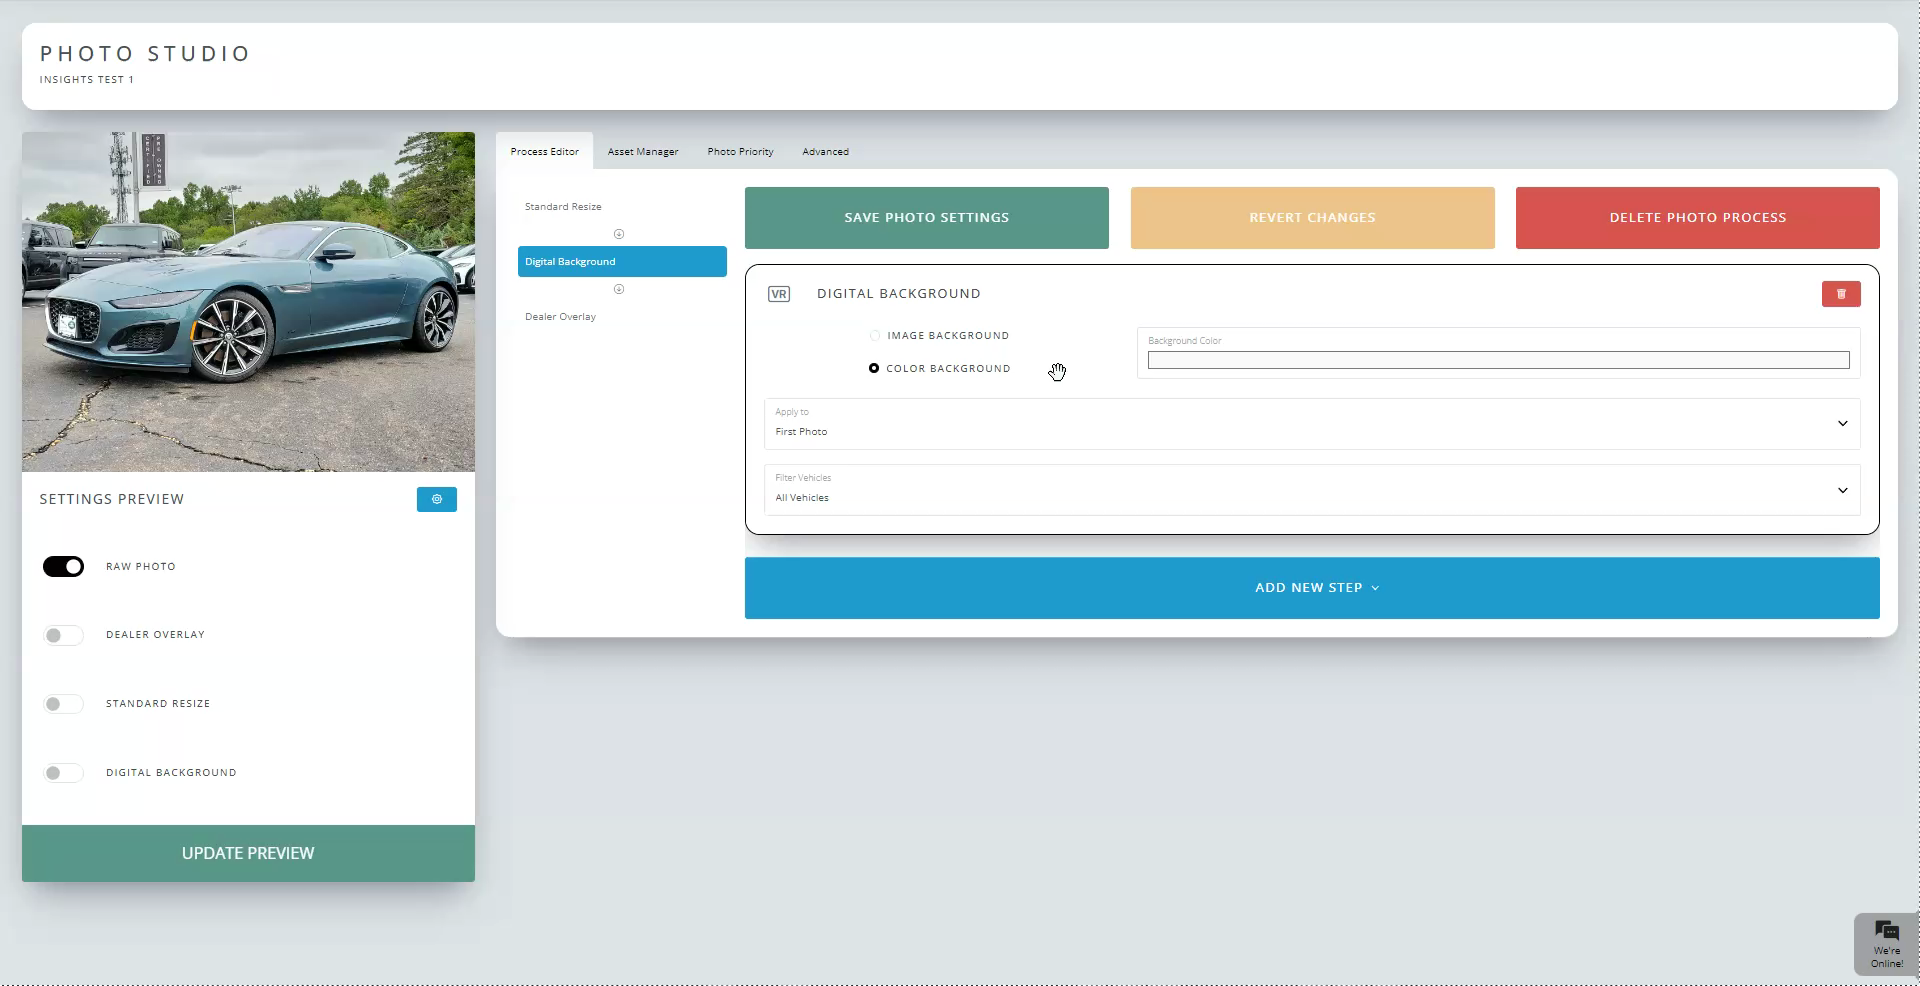 PHOTO STUDIO
INSIGHTS TEST 1
CERTIFIED
PRE OWNED
SETTINGS PREVIEW
RAW PHOTO
DEALER OVERLAY
STANDARD RESIZE
DIGITAL BACKGROUND
UPDATE PREVIEW
Process Editor
Asset Manager
Photo Priority
Advanced
Standard Resize
Digital Background
Dealer Overlay
SAVE PHOTO SETTINGS
REVERT CHANGES
DELETE PHOTO PROCESS
VR
DIGITAL BACKGROUND
IMAGE BACKGROUND
COLOR BACKGROUND
Background Color
Apply to
First Photo
Filter Vehicles
All Vehicles
ADD NEW STEP
We're
Online!